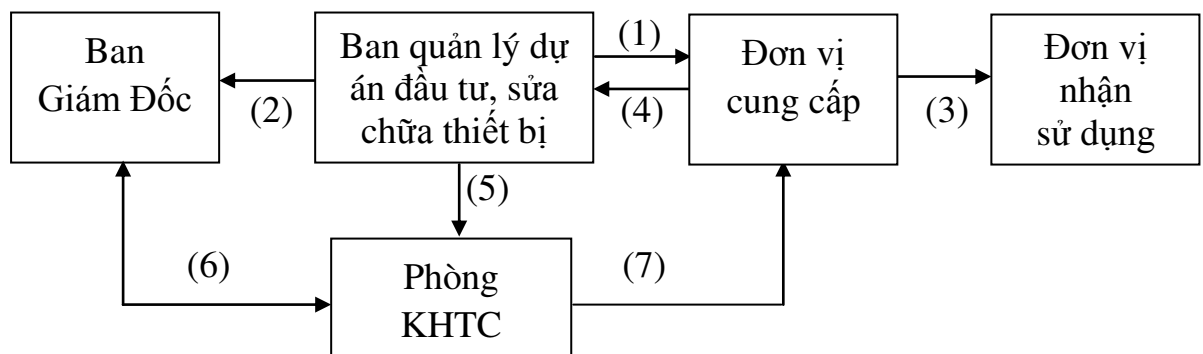 Ban
Giám Đốc
(2)
Ban quản lý dự
án đầu tư, sửa
chữa thiết bị
(1)
(4)
Đơn vị
cung cấp
(3)
Đơn vị
nhận
sử dụng
(5)
(6)
Phòng
KHTC
(7)